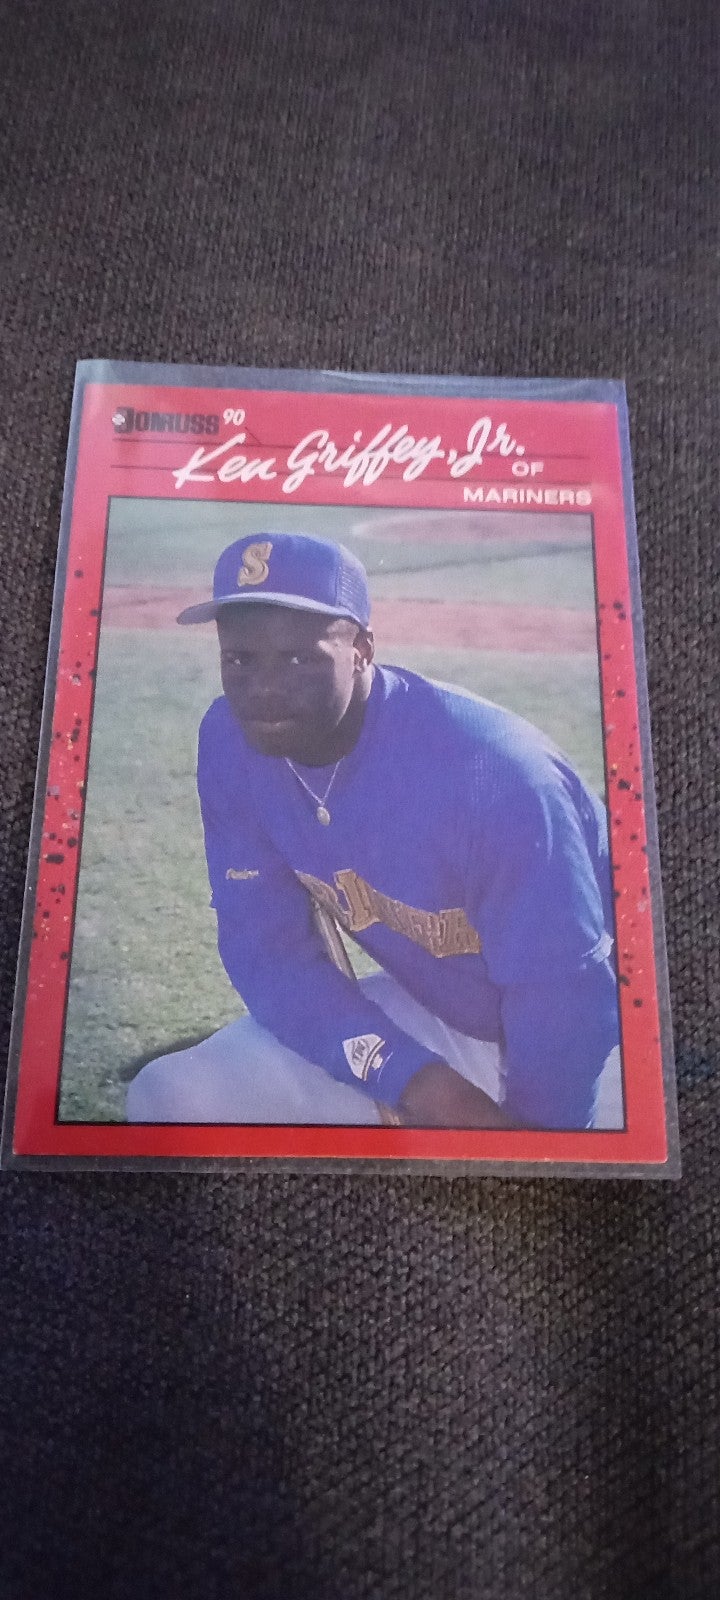 DONRUSS 90
Ken Griffey, Jr.
OF
MARINERS
S